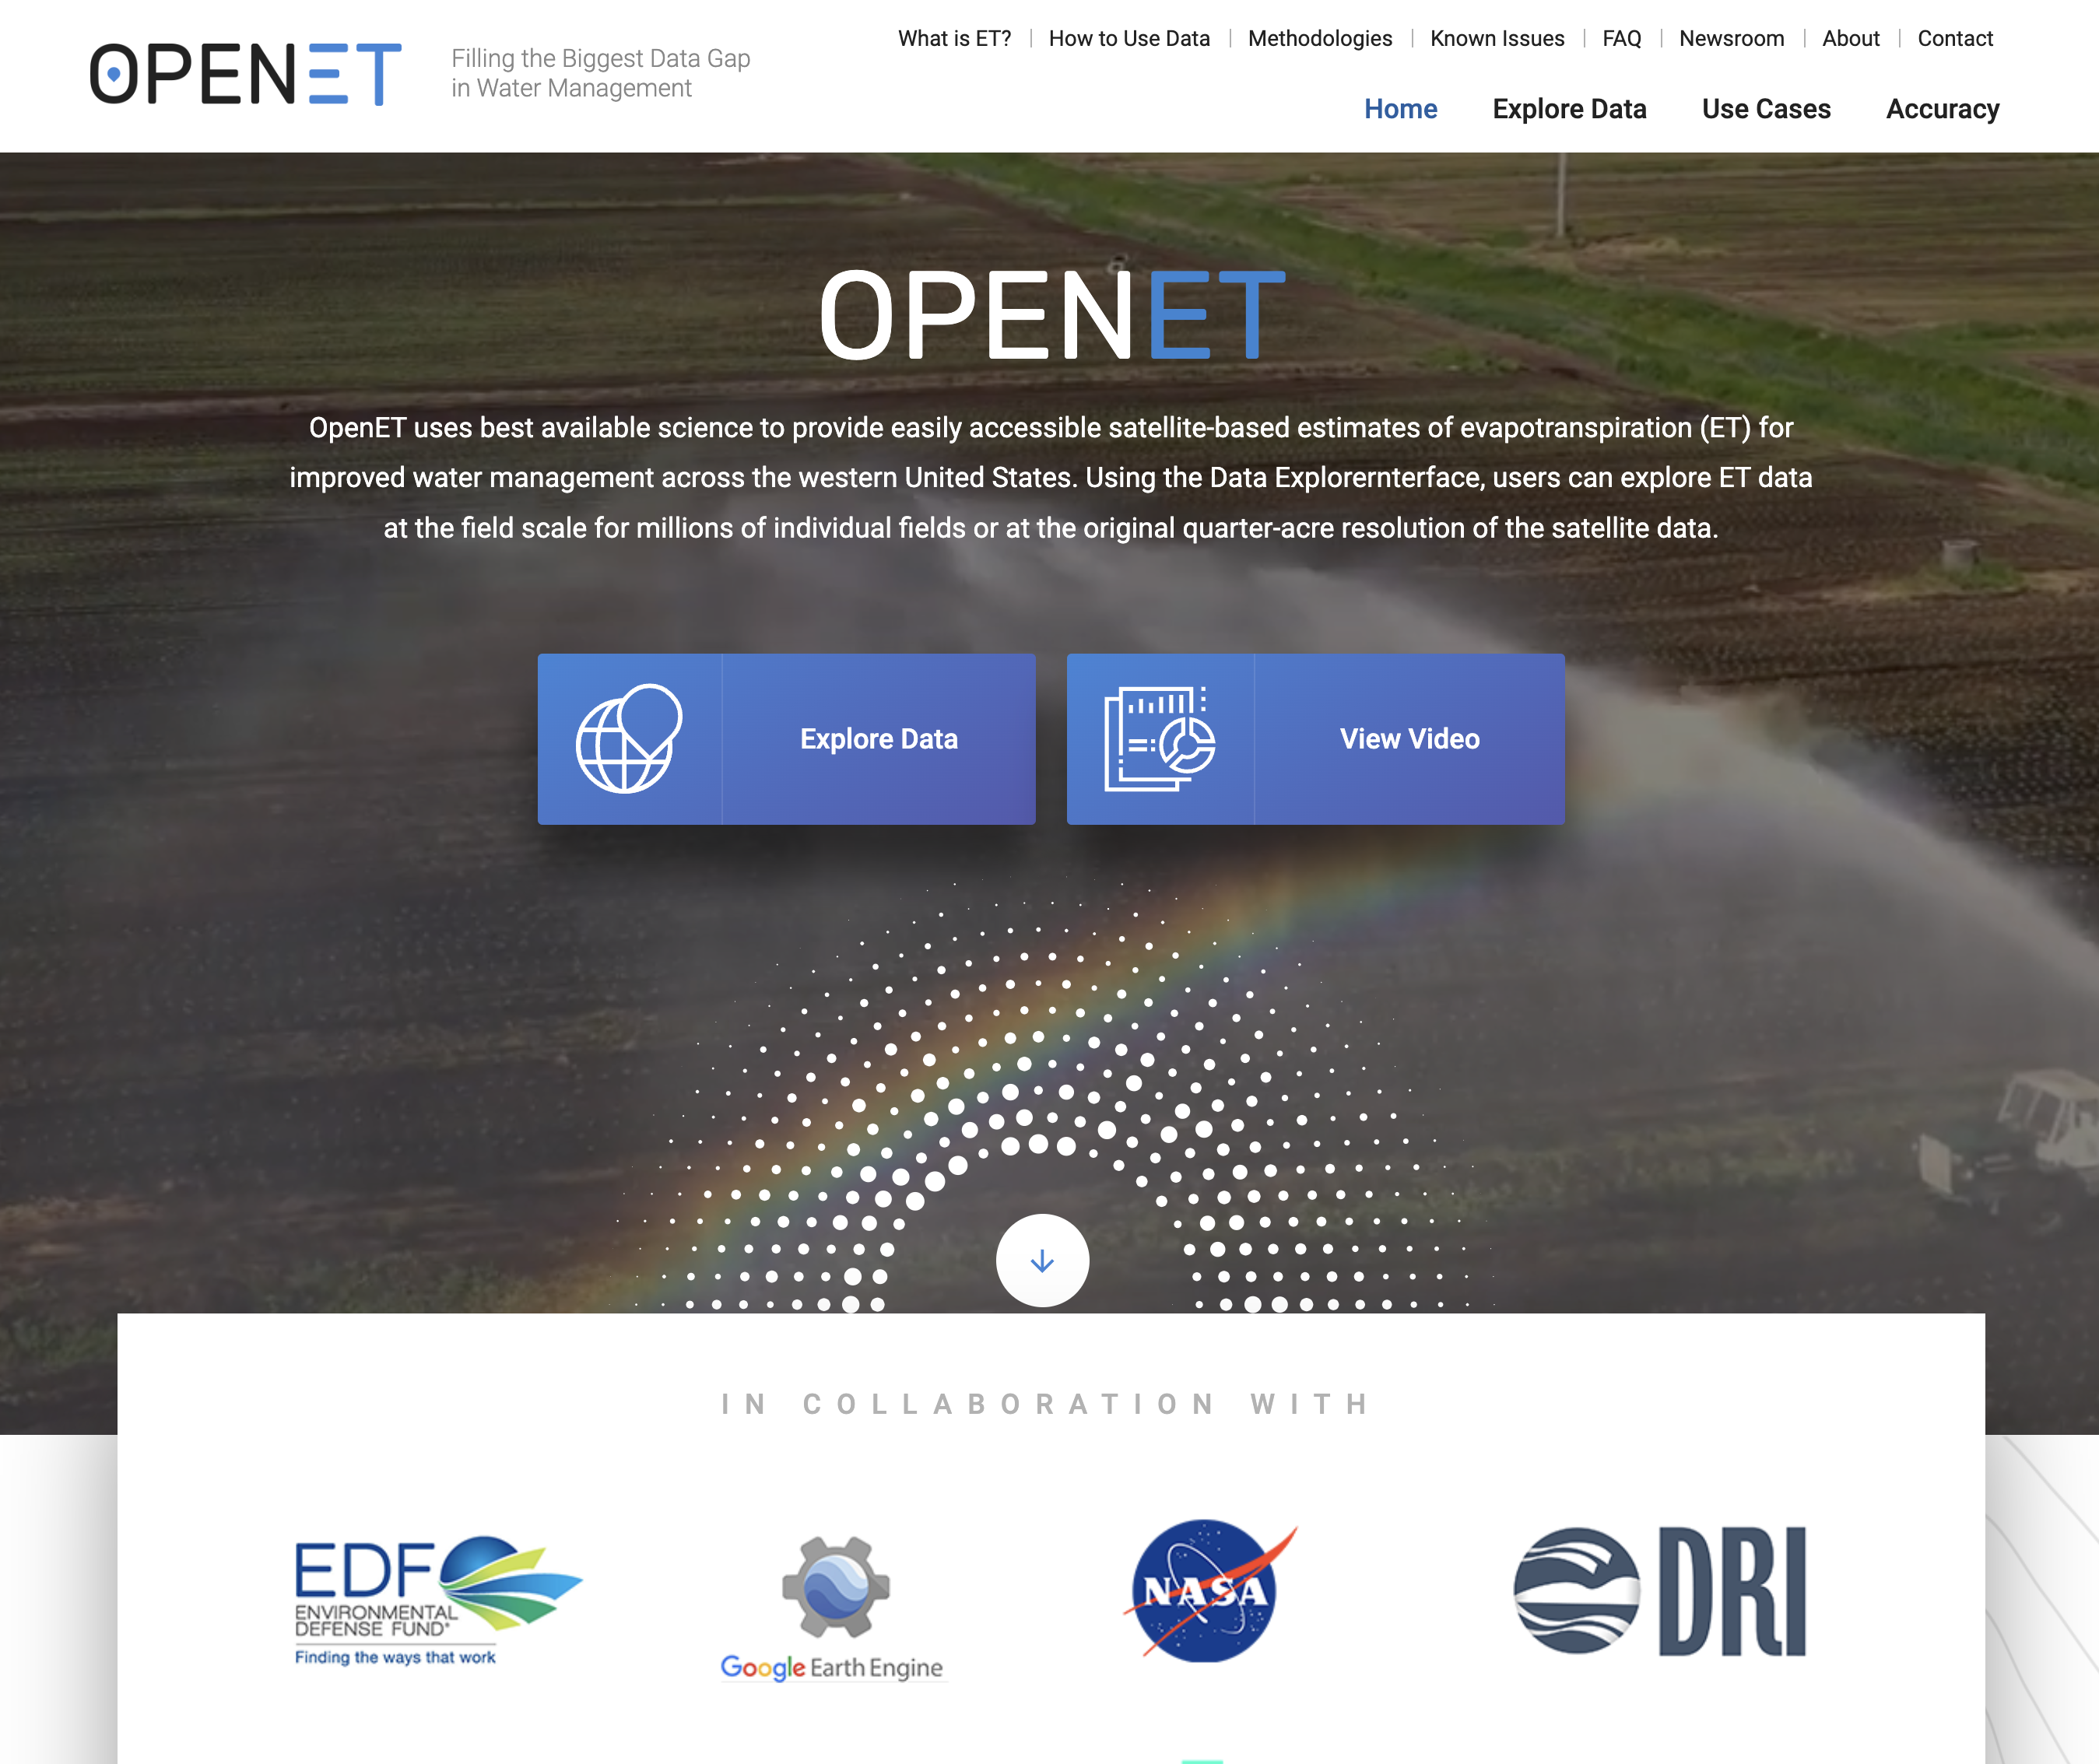 OPENET
Filling the Biggest Data Gap
in Water Management
What is ET?
How to Use Data
Methodologies
Known Issues
FAQ
Newsroom
About
Contact
Home
Explore Data
Use Cases
Accuracy
OPENET
OpenET uses best available science to provide easily accessible satellite-based estimates of evapotranspiration (ET) for
improved water management across the western United States. Using the Data Explorernterface, users can explore ET data
at the field scale for millions of individual fields or at the original quarter-acre resolution of the satellite data.
Explore Data
View Video
IN COLLABORATION WITH
EDF
ENVIRONMENTAL
DEFENSE FUND®
Finding the ways that work
Google Earth Engine
NASA
DRI